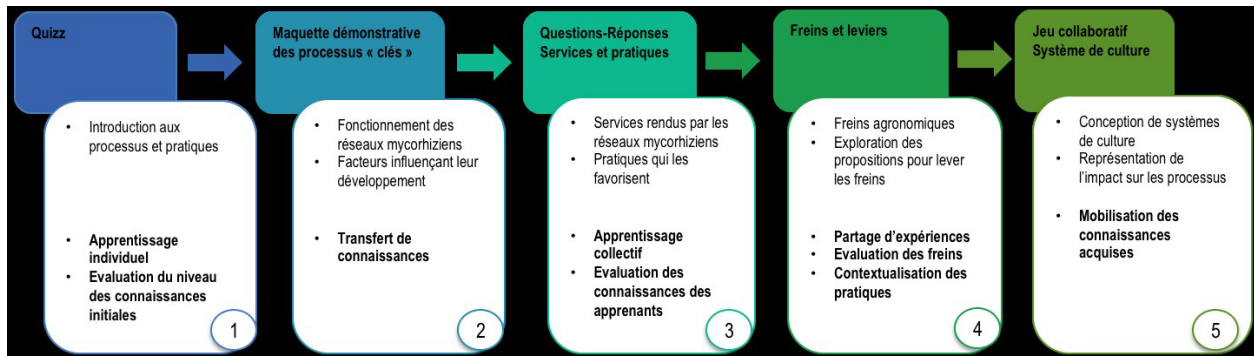 Quizz
• Introduction aux
processus et pratiques
• Apprentissage
individuel
• Evaluation du niveau
des connaissances
initiales
1
Maquette démonstrative
des processus « clés »
• Fonctionnement des
réseaux mycorhiziens
• Facteurs influençant leur
développement
• Transfert de
connaissances
2
Questions-Réponses
Services et pratiques
• Services rendus par les
réseaux mycorhiziens
• Pratiques qui les
favorisent
• Apprentissage
collectif
• Evaluation des
connaissances des
apprenants
3
Freins et leviers
• Freins agronomiques
• Exploration des
propositions pour lever
les freins
• Partage d’expériences
• Evaluation des freins
• Contextualisation des
pratiques
4
Jeu collaboratif
Système de culture
• Conception de systèmes
de culture
• Représentation de
l’impact sur les processus
• Mobilisation des
connaissances
acquises
5